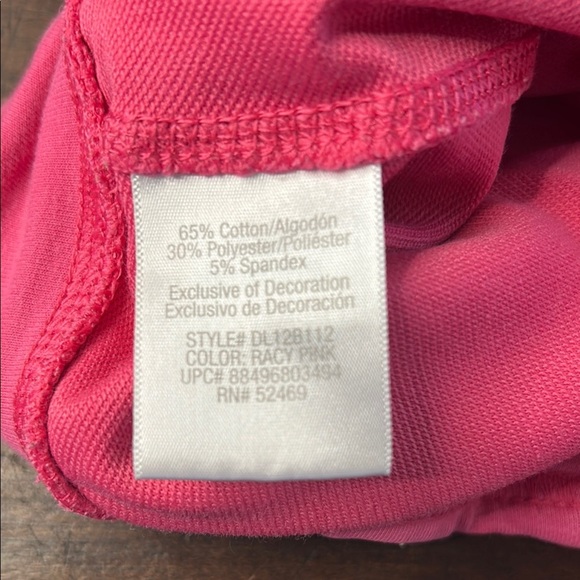 65% Cotton/Algodón
30% Polyester/Poliéster
5% Spandex
Exclusive of Decoration
Exclusivo de Decoración
STYLE# DL12B112
COLOR: RACY PINK
UPC# 88496803494
RN# 52469